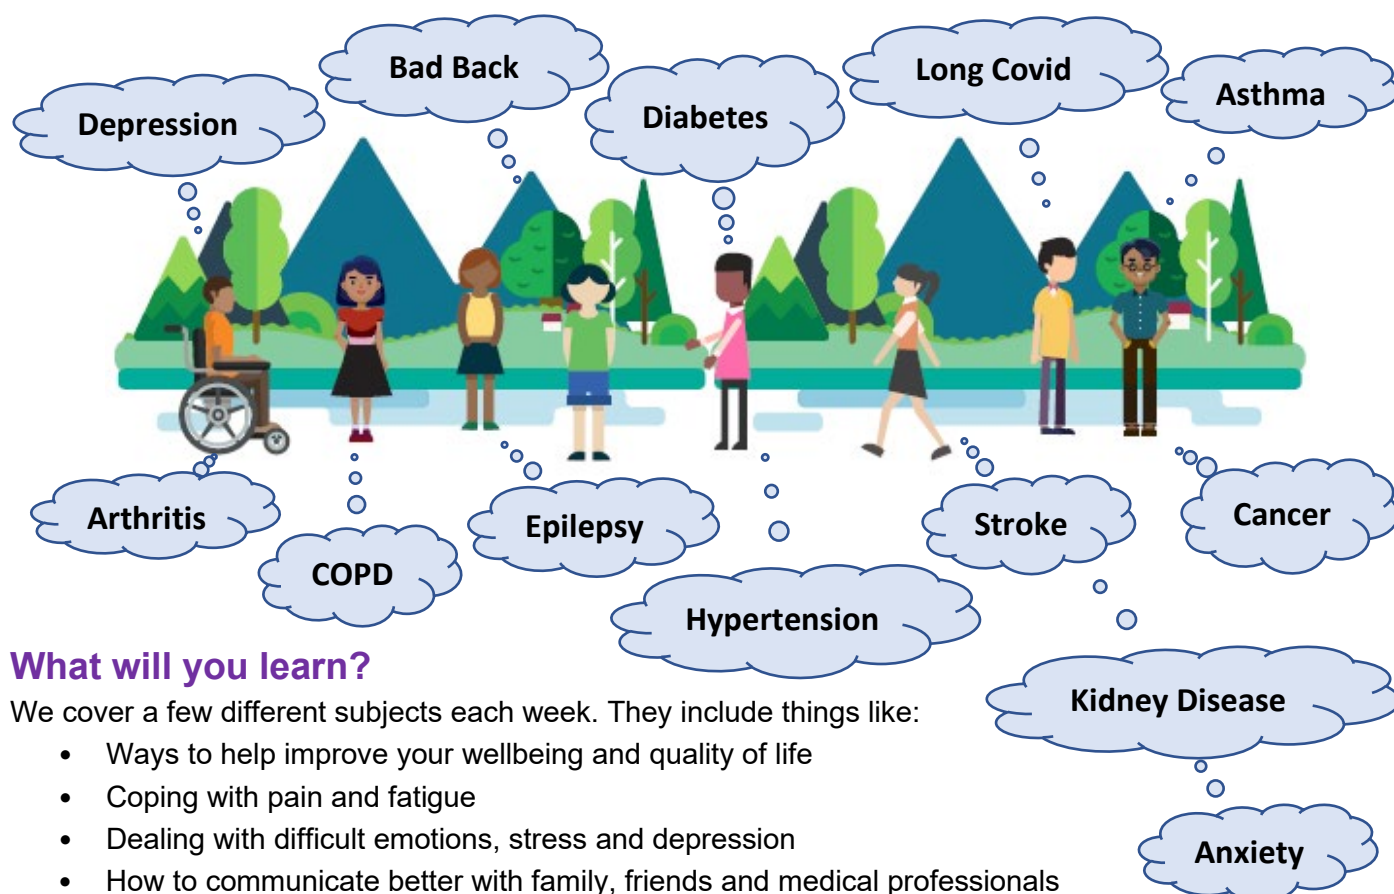 Bad Back
Long Covid
Depression
Diabetes
Asthma
Arthritis
COPD
Epilepsy
Hypertension
Stroke
Cancer
Kidney Disease
Anxiety
What will you learn?
We cover a few different subjects each week. They include things like:
• Ways to help improve your wellbeing and quality of life
• Coping with pain and fatigue
• Dealing with difficult emotions, stress and depression
• How to communicate better with family, friends and medical professionals